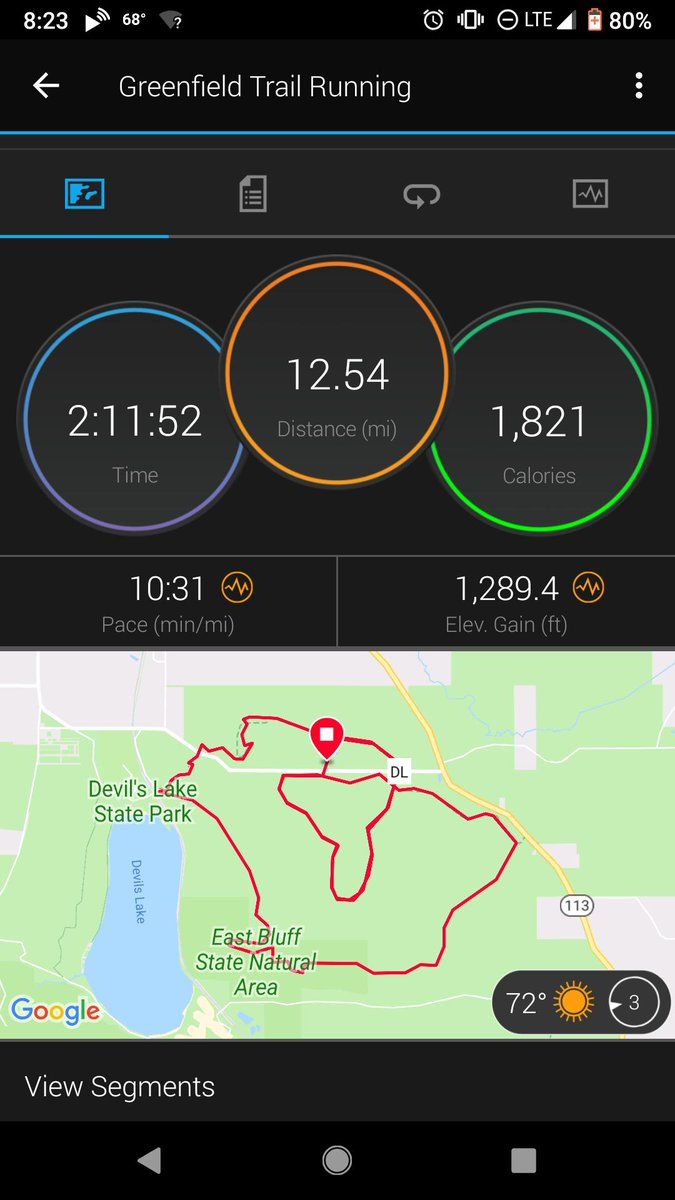 8:23 68° ? LTE 80%
Greenfield Trail Running
12.54
Distance (mi)
2:11:52
Time
1,821
Calories
10:31
Pace (min/mi)
1,289.4
Elev. Gain (ft)
DL
Devil's Lake
State Park
Devils Lake
113
East Bluff
State Natural
Area
72° 3
Google
View Segments